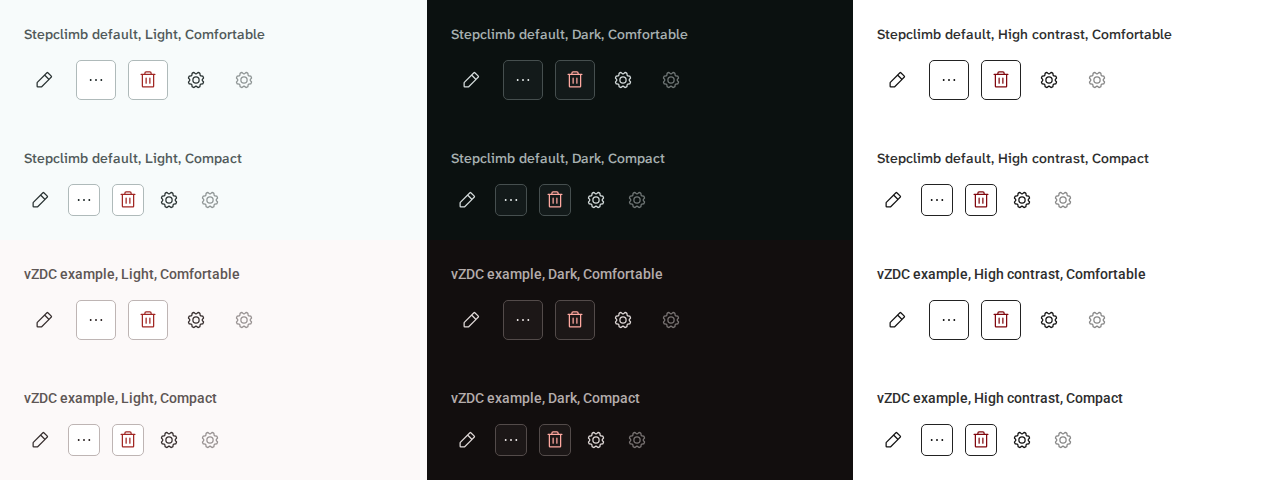 Stepclimb default, Light, Comfortable
Stepclimb default, Dark, Comfortable
Stepclimb default, High contrast, Comfortable
Stepclimb default, Light, Compact
Stepclimb default, Dark, Compact
Stepclimb default, High contrast, Compact
vZDC example, Light, Comfortable
vZDC example, Dark, Comfortable
vZDC example, High contrast, Comfortable
vZDC example, Light, Compact
vZDC example, Dark, Compact
vZDC example, High contrast, Compact